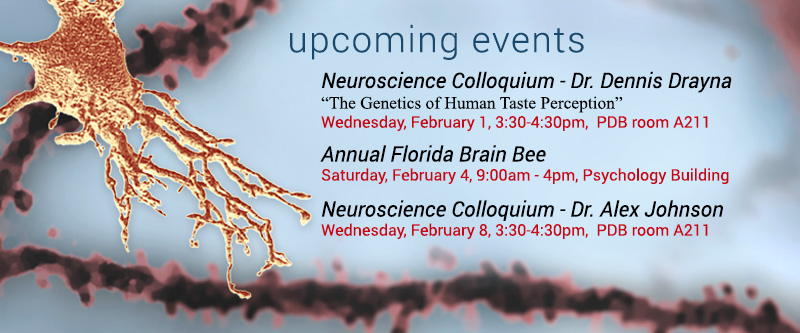 upcoming events
Neuroscience Colloquium - Dr. Dennis Drayna
“The Genetics of Human Taste Perception”
Wednesday, February 1, 3:30-4:30pm, PDB room A211
Annual Florida Brain Bee
Saturday, February 4, 9:00am - 4pm, Psychology Building
Neuroscience Colloquium - Dr. Alex Johnson
Wednesday, February 8, 3:30-4:30pm, PDB room A211